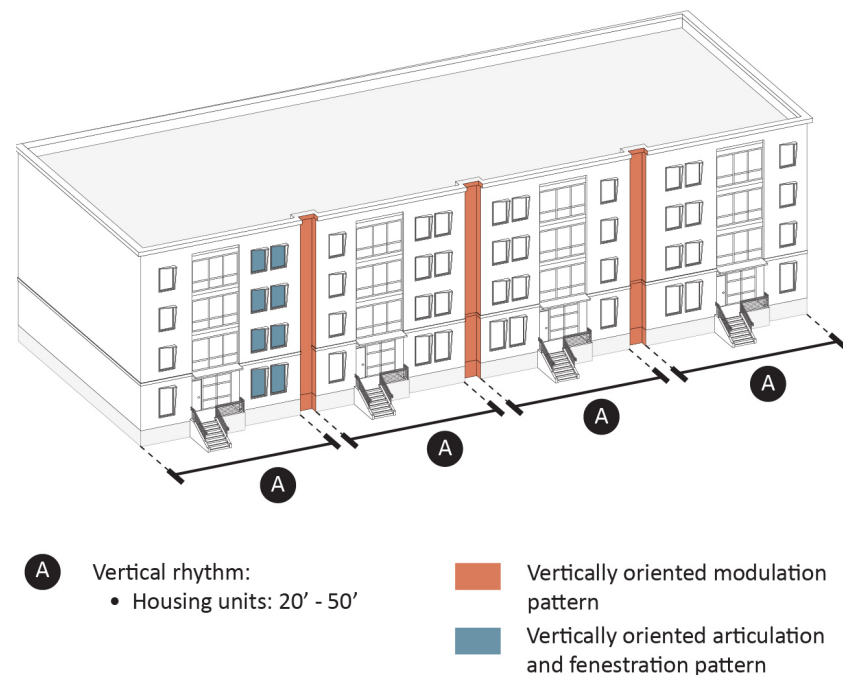 A
A
A
A
A
Vertical rhythm:
• Housing units: 20’ - 50’
Vertically oriented modulation
pattern
Vertically oriented articulation
and fenestration pattern